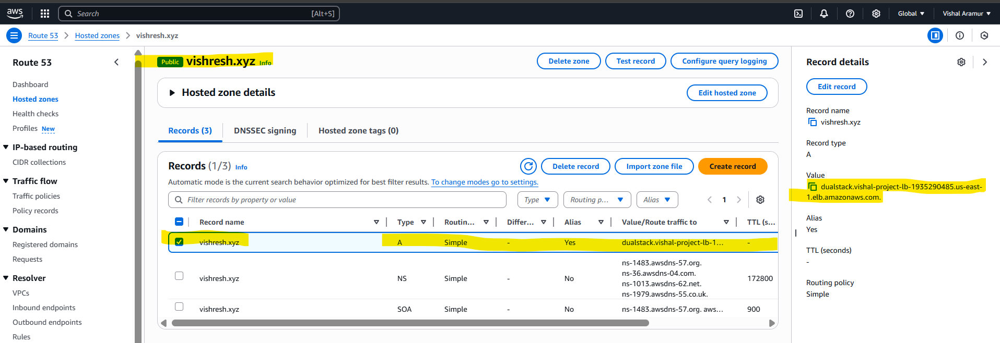 aws
Search
[Alt+S]
Global
Vishal Aramur
Route 53
Hosted zones
vishresh.xyz
Route 53
Dashboard
Hosted zones
Health checks
Profiles New
IP-based routing
CIDR collections
Traffic flow
Traffic policies
Policy records
Domains
Registered domains
Requests
Resolver
VPCs
Inbound endpoints
Outbound endpoints
Rules
Public vishresh.xyz Info
Delete zone
Test record
Configure query logging
Hosted zone details
Edit hosted zone
Records (3)
DNSSEC signing
Hosted zone tags (0)
Records (1/3) Info
Delete record
Import zone file
Create record
Automatic mode is the current search behavior optimized for best filter results. To change modes go to settings.
Filter records by property or value
Type
Routing p...
Alias
1
Record name Type Routin... Differ... Alias Value/Route traffic to TTL (s...
vishresh.xyz A Simple - Yes dualstack.vishal-project-lb-1... -
vishresh.xyz NS Simple - No
ns-1483.awsdns-57.org.
ns-36.awsdns-04.com.
ns-1013.awsdns-62.net.
ns-1979.awsdns-55.co.uk.
172800
vishresh.xyz SOA Simple - No ns-1483.awsdns-57.org. aws... 900
Record details
Edit record
Record name
vishresh.xyz
Record type
A
Value
dualstack.vishal-project-lb-1935290485.us-east-
1.elb.amazonaws.com.
Alias
Yes
TTL (seconds)
-
Routing policy
Simple